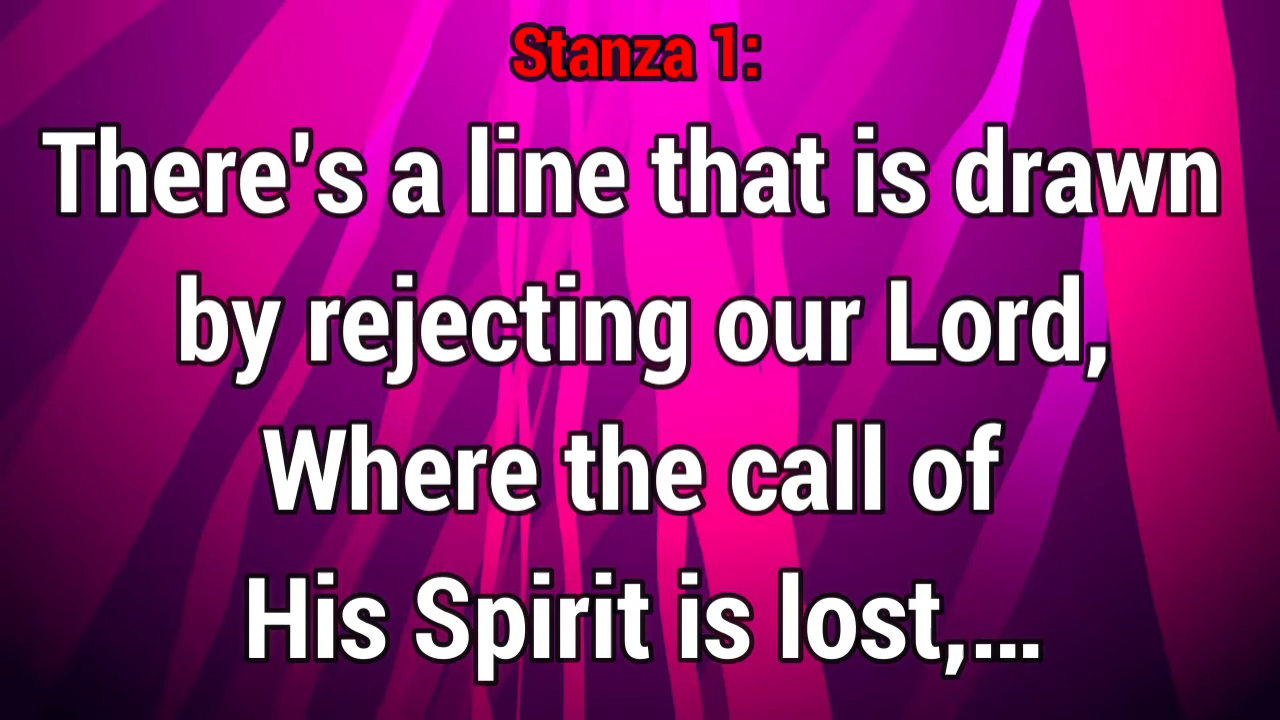 Stanza 1:
There's a line that is drawn
by rejecting our Lord,
Where the call of
His Spirit is lost,...